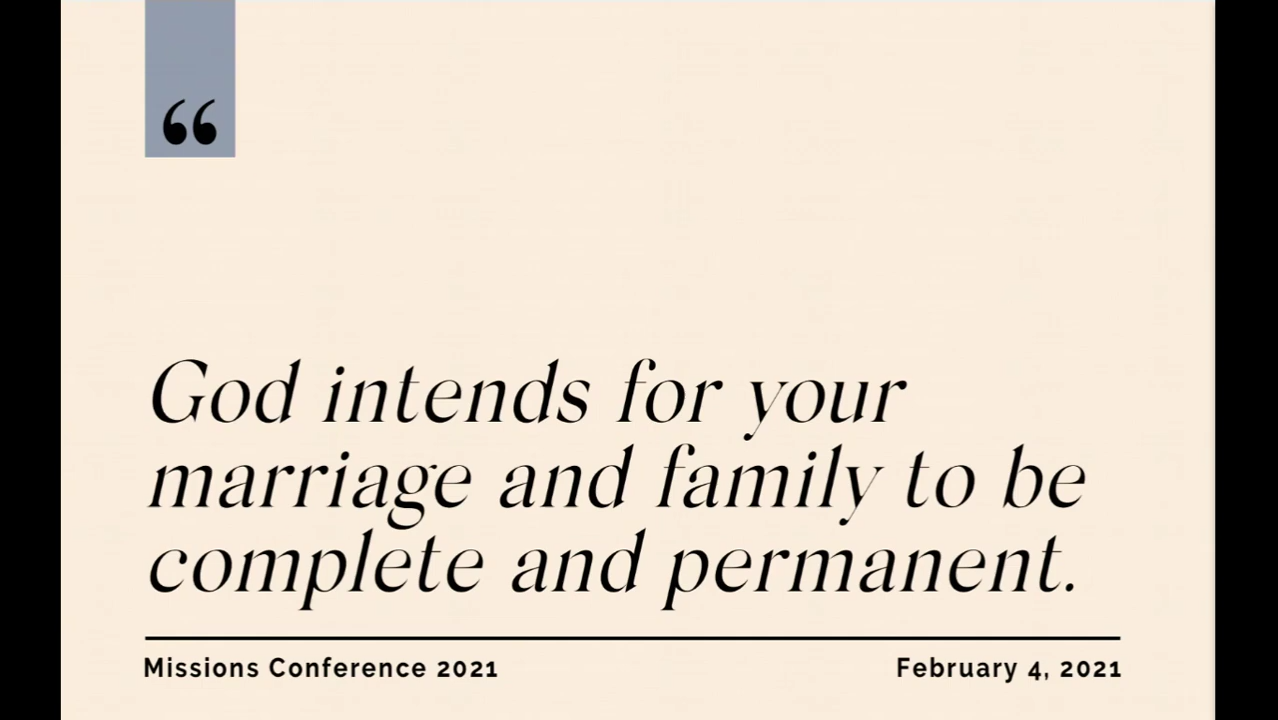 “
God intends for your
marriage and family to be
complete and permanent.
Missions Conference 2021
February 4, 2021